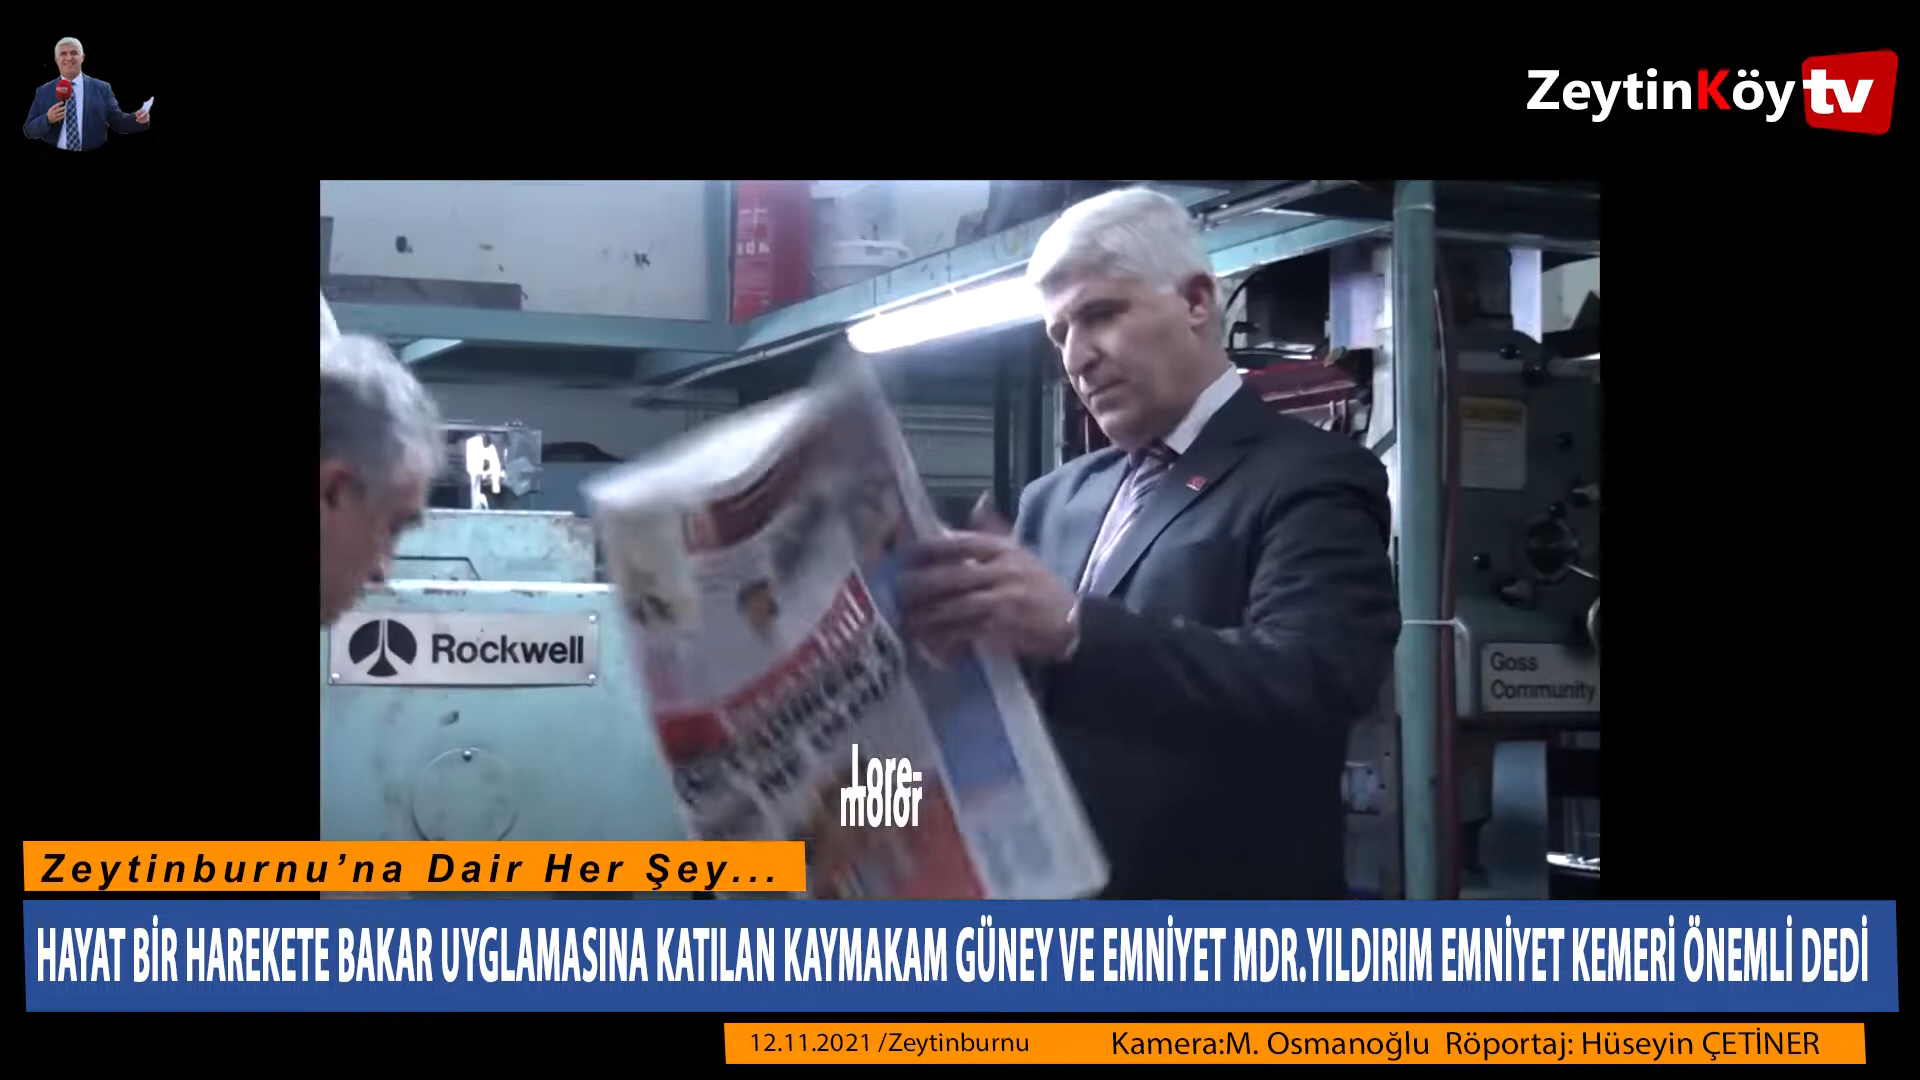 ZeytinKöy tv
Rockwell
Goss
Community
Lore-
molor
Zeytinburnu’na Dair Her Şey...
HAYAT BİR HAREKETE BAKAR UYGLAMASINA KATILAN KAYMAKAM GÜNEY VE EMNİYET MDR.YILDIRIM EMNİYET KEMERİ ÖNEMLİ DEDİ
12.11.2021 /Zeytinburnu
Kamera:M. Osmanoğlu Röportaj: Hüseyin ÇETİNER